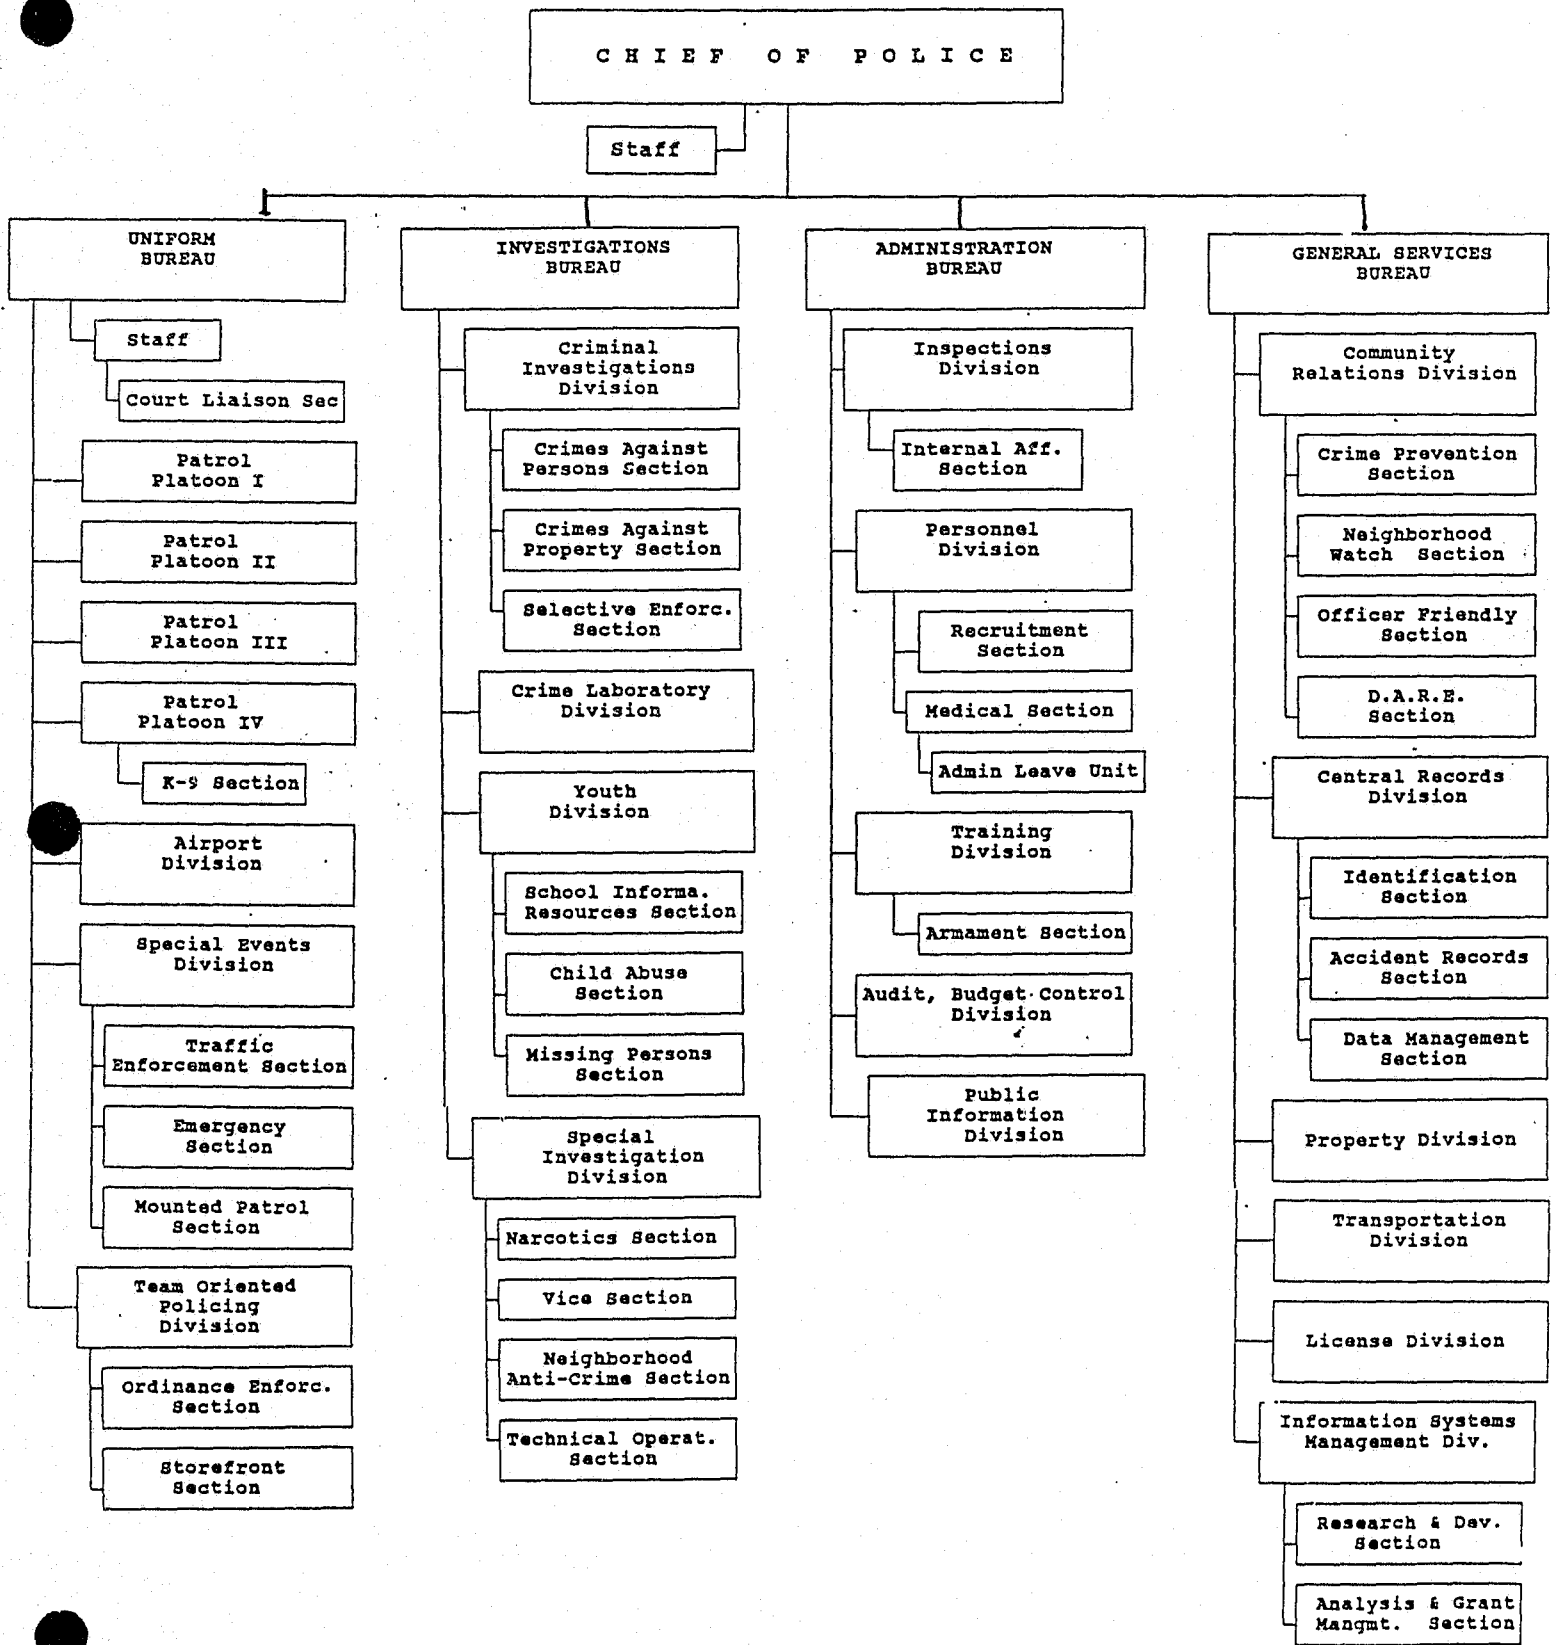 CHIEF OF POLICE
Staff
UNIFORM
BUREAU
Staff
Court Liaison Sec
Patrol
Platoon I
Patrol
Platoon II
Patrol
Platoon III
Patrol
Platoon IV
K-9 Section
Airport
Division
Special Events
Division
Traffic
Enforcement Section
Emergency
Section
Mounted Patrol
Section
Team Oriented
Policing
Division
Ordinance Enforc.
Section
Storefront
Section
INVESTIGATIONS
BUREAU
Criminal
Investigations
Division
Crimes Against
Persons Section
Crimes Against
Property Section
Selective Enforc.
Section
Crime Laboratory
Division
Youth
Division
School Informa.
Resources Section
Child Abuse
Section
Missing Persons
Section
Special
Investigation
Division
Narcotics Section
Vice Section
Neighborhood
Anti-Crime Section
Technical Operat.
Section
ADMINISTRATION
BUREAU
Inspections
Division
Internal Aff.
Section
Personnel
Division
Recruitment
Section
Medical Section
Admin Leave Unit
Training
Division
Armament Section
Audit, Budget Control
Division
Public
Information
Division
GENERAL SERVICES
BUREAU
Community
Relations Division
Crime Prevention
Section
Neighborhood
Watch Section
Officer Friendly
Section
D.A.R.E.
Section
Central Records
Division
Identification
Section
Accident Records
Section
Data Management
Section
Property Division
Transportation
Division
License Division
Information Systems
Management Div.
Research & Dev.
Section
Analysis & Grant
Mangmt. Section